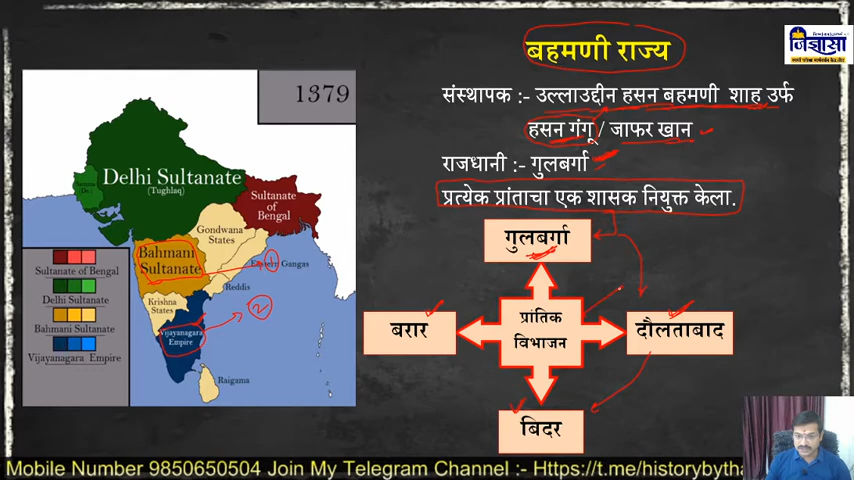 बहमणी राज्य
जिज्ञासा
1379
संस्थापक :- उल्लाउद्दीन हसन बहमणी शाह उर्फ
हसन गंगू / जाफर खान
राजधानी :- गुलबर्गा
प्रत्येक प्रांताचा एक शासक नियुक्त केला.
Delhi Sultanate
(Tughlaq)
Sultanate
of Bengal
Gondwana
States
Bahmani
Sultanate
1
Eastern Gangas
Reddis
Krishna
States
2
Vijayanagara
Empire
Raigama
Sultanate of Bengal
Delhi Sultanate
Bahmani Sultanate
Vijayanagara Empire
गुलबर्गा
बरार
प्रांतिक
विभाजन
दौलताबाद
बिदर
Mobile Number 9850650504 Join My Telegram Channel :- Https://t.me/historybytha